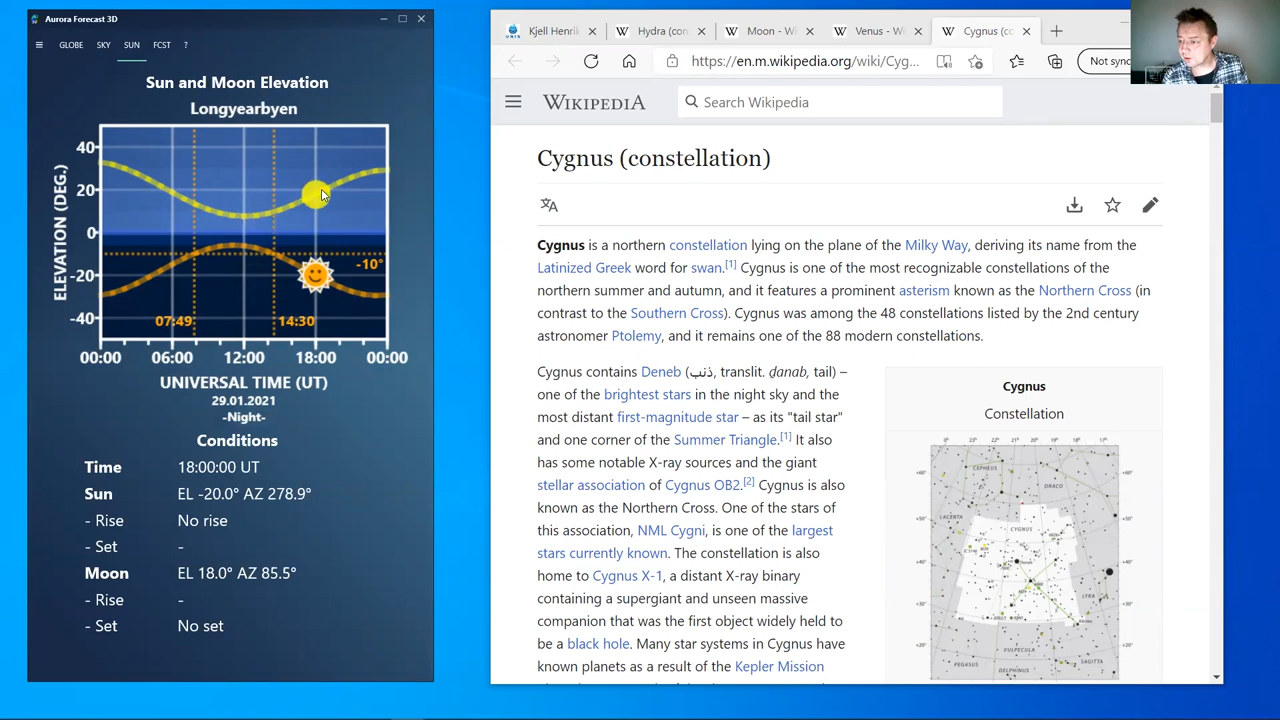 Aurora Forecast 3D
GLOBE SKY SUN FCST ?
Sun and Moon Elevation
Longyearbyen
ELEVATION (DEG.)
40
20
0
-20
-40
-10°
07:49 14:30
00:00 06:00 12:00 18:00 00:00
UNIVERSAL TIME (UT)
29.01.2021
-Night-
Conditions
Time 18:00:00 UT
Sun EL -20.0° AZ 278.9°
- Rise No rise
- Set -
Moon EL 18.0° AZ 85.5°
- Rise -
- Set No set
Kjell Henrik Hydra (con Moon - Wi Venus - W Cygnus (co
https://en.m.wikipedia.org/wiki/Cyg...
Not sync
WIKIPEDIA
Search Wikipedia
Cygnus (constellation)
Cygnus is a northern constellation lying on the plane of the Milky Way, deriving its name from the
Latinized Greek word for swan.[1] Cygnus is one of the most recognizable constellations of the
northern summer and autumn, and it features a prominent asterism known as the Northern Cross (in
contrast to the Southern Cross). Cygnus was among the 48 constellations listed by the 2nd century
astronomer Ptolemy, and it remains one of the 88 modern constellations.
Cygnus contains Deneb (ذنب, translit. ḏanab, tail) –
one of the brightest stars in the night sky and the
most distant first-magnitude star – as its "tail star"
and one corner of the Summer Triangle.[1] It also
has some notable X-ray sources and the giant
stellar association of Cygnus OB2.[2] Cygnus is also
known as the Northern Cross. One of the stars of
this association, NML Cygni, is one of the largest
stars currently known. The constellation is also
home to Cygnus X-1, a distant X-ray binary
containing a supergiant and unseen massive
companion that was the first object widely held to
be a black hole. Many star systems in Cygnus have
known planets as a result of the Kepler Mission
Cygnus
Constellation
CEPHEUS
DRACO
LACERTA
CYGNUS
LYRA
VULPECULA
PEGASUS
DELPHINUS
SAGITTA